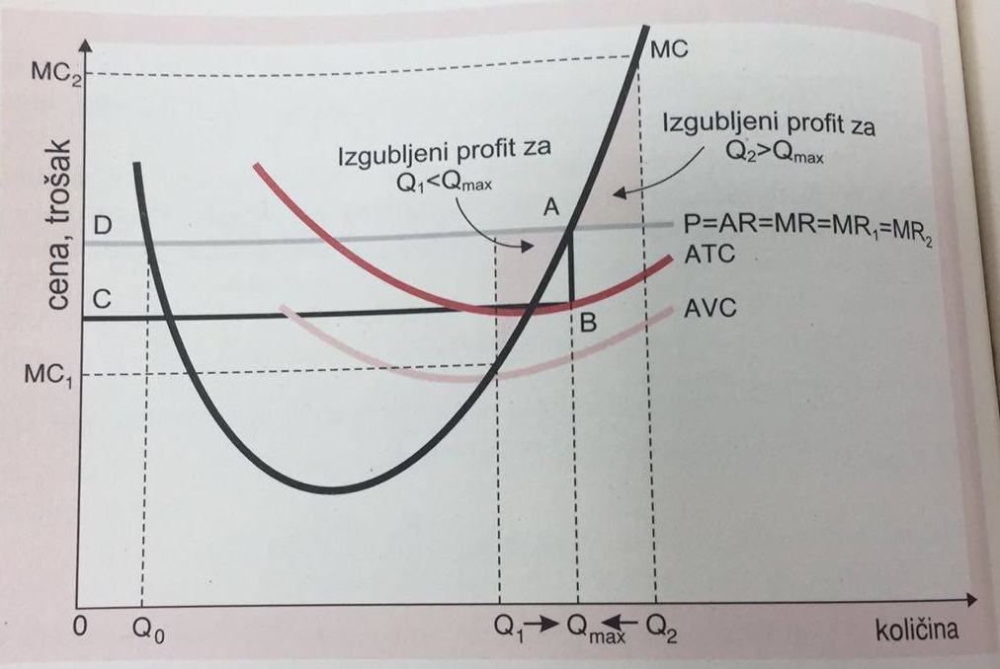 MC₂
MC
Izgubljeni profit za
Q₁<Qmax
Izgubljeni profit za
Q₂>Qmax
cena, trošak
A
D
P=AR=MR=MR₁=MR₂
ATC
C
B
AVC
MC₁
0
Q₀
Q₁
Qmax
Q₂
količina